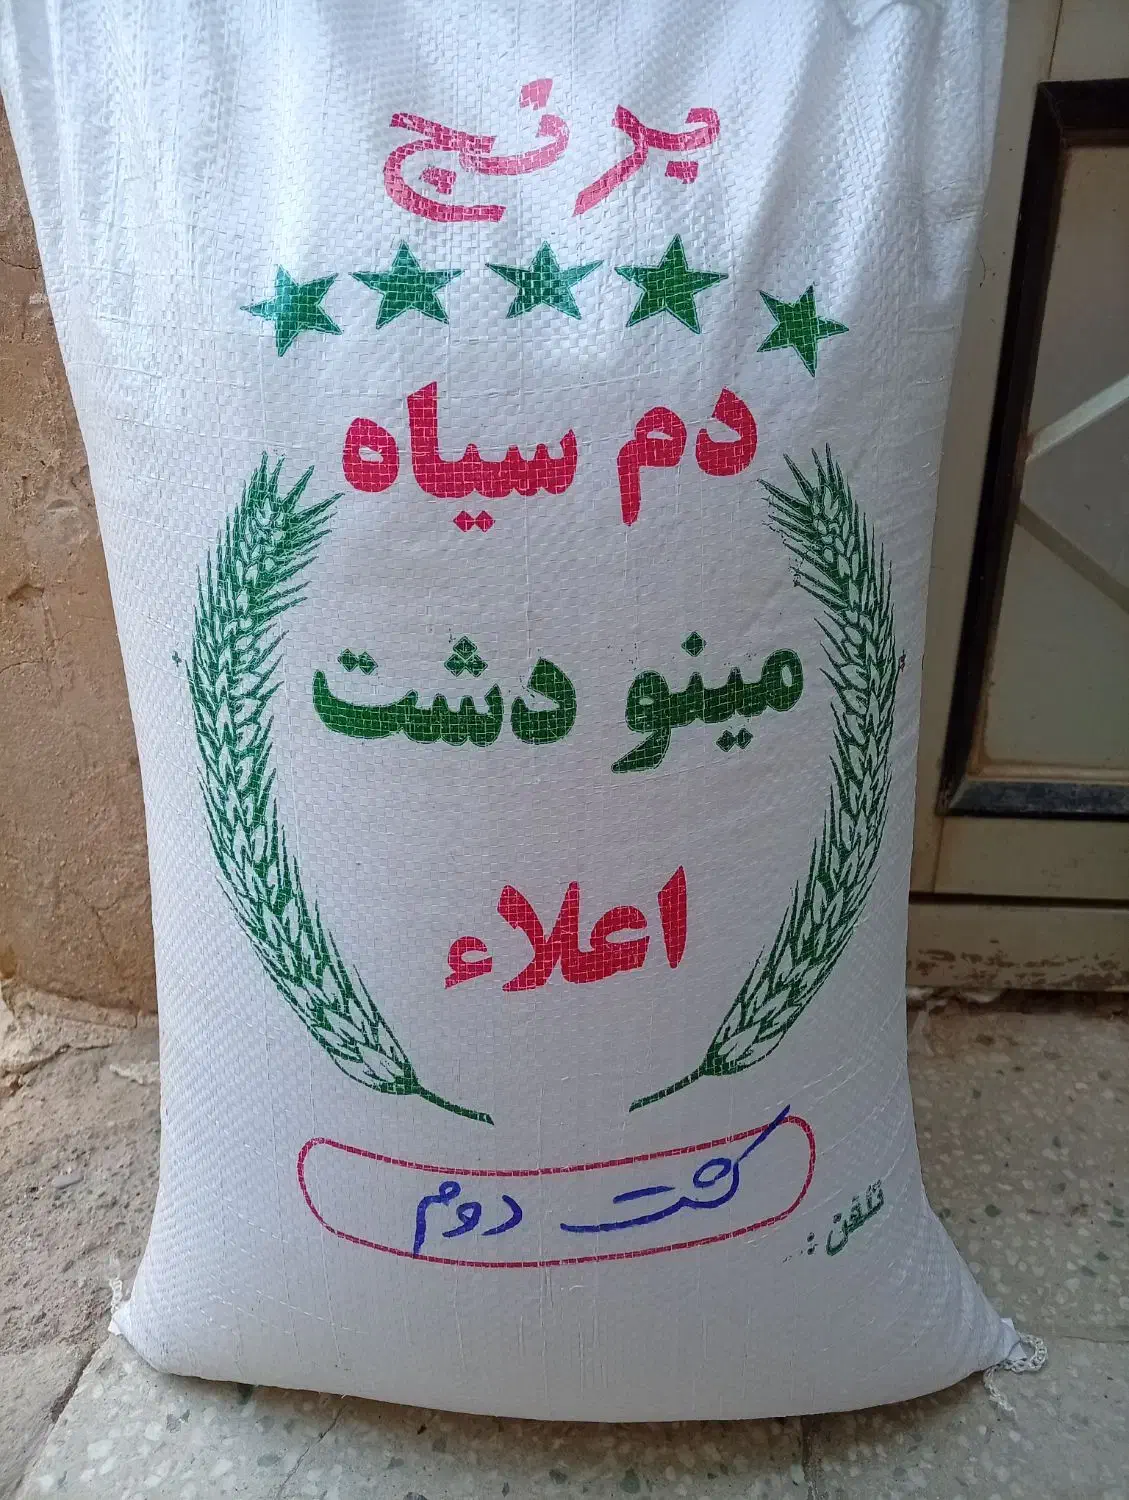 برنج
دم سیاه
مینو دشت
اعلاء
کشت دوم
تلفن :